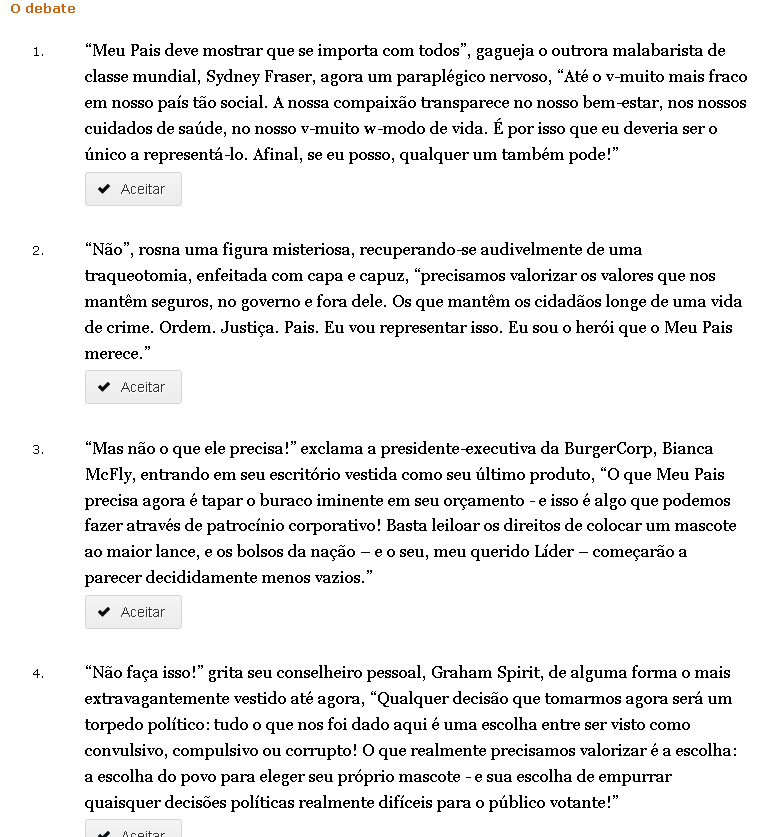 O debate
1. “Meu Pais deve mostrar que se importa com todos”, gagueja o outrora malabarista de
classe mundial, Sydney Fraser, agora um paraplégico nervoso, “Até o v-muito mais fraco
em nosso país tão social. A nossa compaixão transparece no nosso bem-estar, nos nossos
cuidados de saúde, no nosso v-muito w-modo de vida. É por isso que eu deveria ser o
único a representá-lo. Afinal, se eu posso, qualquer um também pode!”
✔ Aceitar
2. “Não”, rosna uma figura misteriosa, recuperando-se audivelmente de uma
traqueotomia, enfeitada com capa e capuz, “precisamos valorizar os valores que nos
mantêm seguros, no governo e fora dele. Os que mantêm os cidadãos longe de uma vida
de crime. Ordem. Justiça. Pais. Eu vou representar isso. Eu sou o herói que o Meu Pais
merece.”
✔ Aceitar
3. “Mas não o que ele precisa!” exclama a presidente-executiva da BurgerCorp, Bianca
McFly, entrando em seu escritório vestida como seu último produto, “O que Meu Pais
precisa agora é tapar o buraco iminente em seu orçamento - e isso é algo que podemos
fazer através de patrocínio corporativo! Basta leiloar os direitos de colocar um mascote
ao maior lance, e os bolsos da nação – e o seu, meu querido Líder – começarão a
parecer decididamente menos vazios.”
✔ Aceitar
4. “Não faça isso!” grita seu conselheiro pessoal, Graham Spirit, de alguma forma o mais
extravagantemente vestido até agora, “Qualquer decisão que tomarmos agora será um
torpedo político: tudo o que nos foi dado aqui é uma escolha entre ser visto como
convulsivo, compulsivo ou corrupto! O que realmente precisamos valorizar é a escolha:
a escolha do povo para eleger seu próprio mascote - e sua escolha de empurrar
quaisquer decisões políticas realmente difíceis para o público votante!”
✔ Aceitar